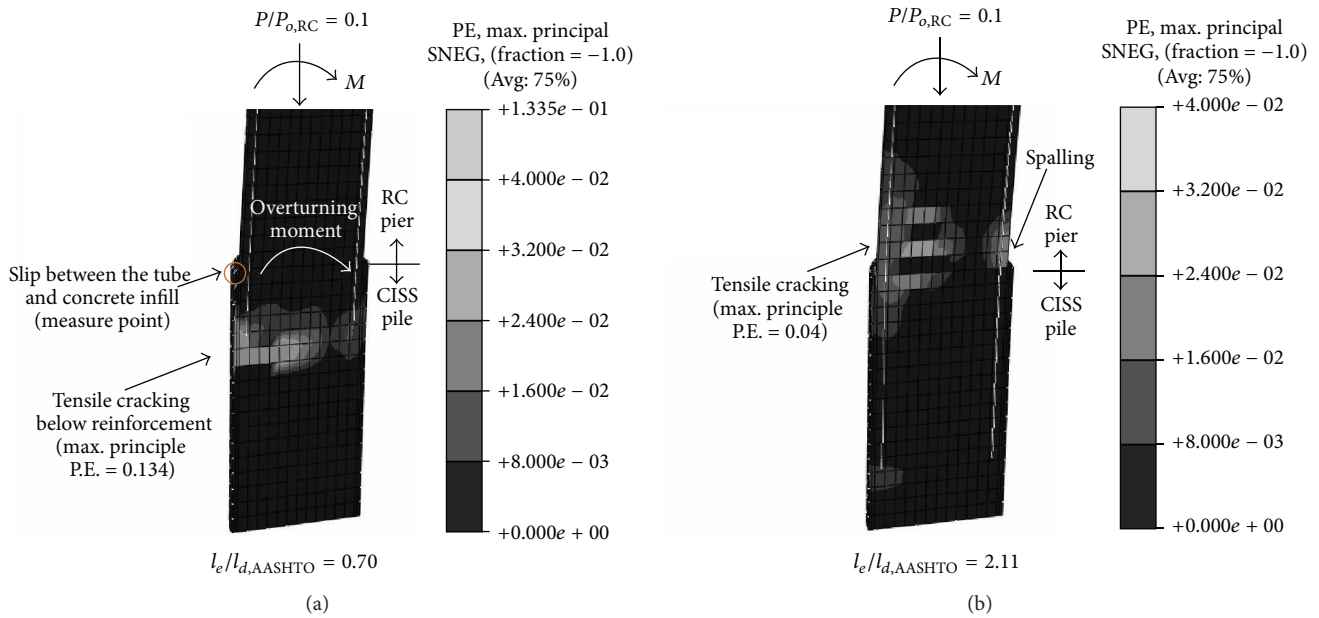 P/P_{o,RC} = 0.1
M
PE, max. principal
SNEG, (fraction = −1.0)
(Avg: 75%)
+1.335e − 01
+4.000e − 02
+3.200e − 02
+2.400e − 02
+1.600e − 02
+8.000e − 03
+0.000e + 00
Overturning
moment
RC
pier
CISS
pile
Slip between the tube
and concrete infill
(measure point)
Tensile cracking
below reinforcement
(max. principle
P.E. = 0.134)
l_e/l_{d,AASHTO} = 0.70
(a)
P/P_{o,RC} = 0.1
M
PE, max. principal
SNEG, (fraction = −1.0)
(Avg: 75%)
+4.000e − 02
+3.200e − 02
+2.400e − 02
+1.600e − 02
+8.000e − 03
+0.000e + 00
Spalling
RC
pier
CISS
pile
Tensile cracking
(max. principle
P.E. = 0.04)
l_e/l_{d,AASHTO} = 2.11
(b)